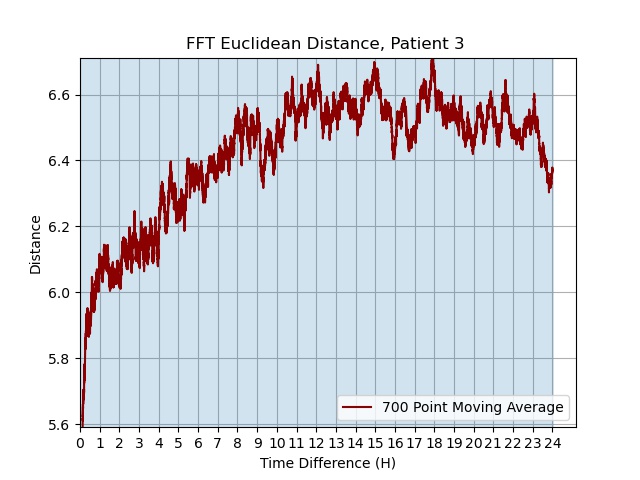 FFT Euclidean Distance, Patient 3
6.6
6.4
6.2
6.0
5.8
5.6
Distance
700 Point Moving Average
0 1 2 3 4 5 6 7 8 9 10 11 12 13 14 15 16 17 18 19 20 21 22 23 24
Time Difference (H)